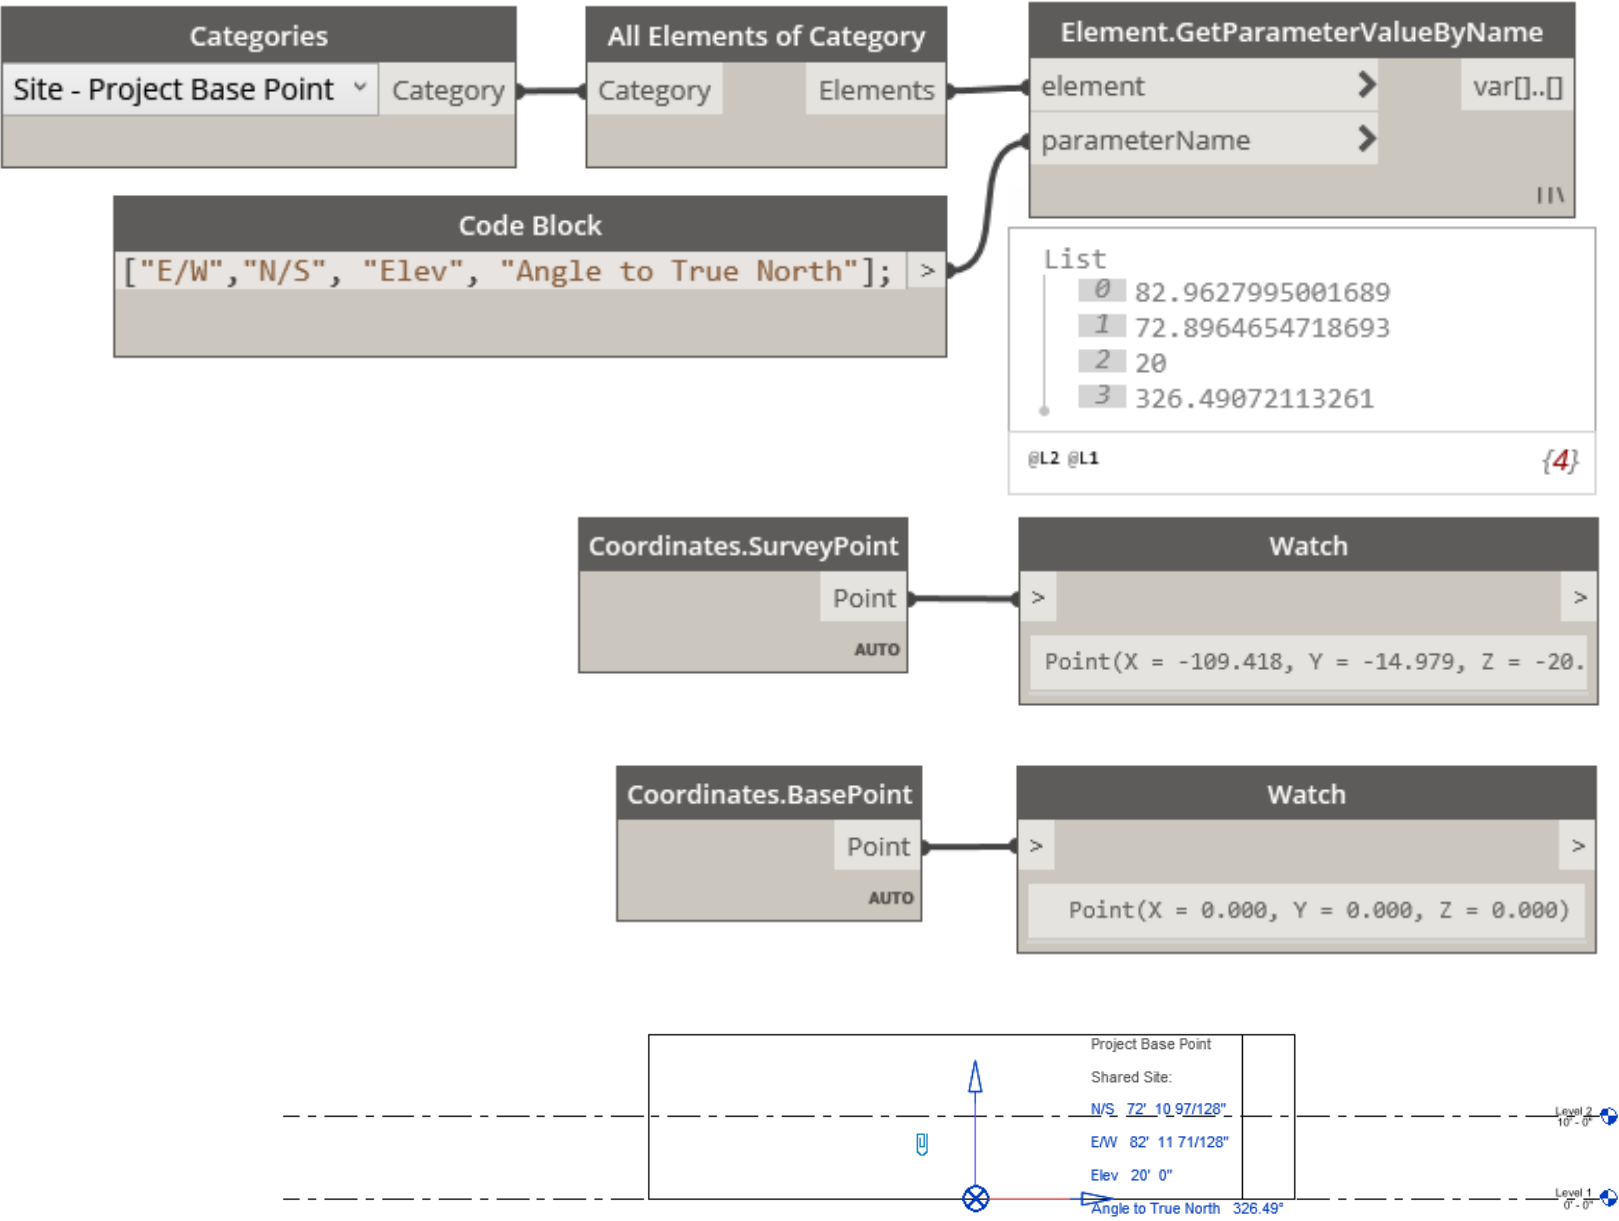 Categories
Site - Project Base Point
Category
All Elements of Category
Category
Elements
Element.GetParameterValueByName
element
var[]..[]
parameterName
Code Block
["E/W","N/S", "Elev", "Angle to True North"];
>
List
0 82.9627995001689
1 72.8964654718693
2 20
3 326.49072113261
@L2 @L1
{4}
Coordinates.SurveyPoint
Point
AUTO
Watch
>
>
Point(X = -109.418, Y = -14.979, Z = -20.
Coordinates.BasePoint
Point
AUTO
Watch
>
>
Point(X = 0.000, Y = 0.000, Z = 0.000)
Project Base Point
Shared Site:
N/S 72' 10 97/128"
E/W 82' 11 71/128"
Elev 20' 0"
Angle to True North 326.49°
Level 2
10' - 0"
Level 1
0' - 0"